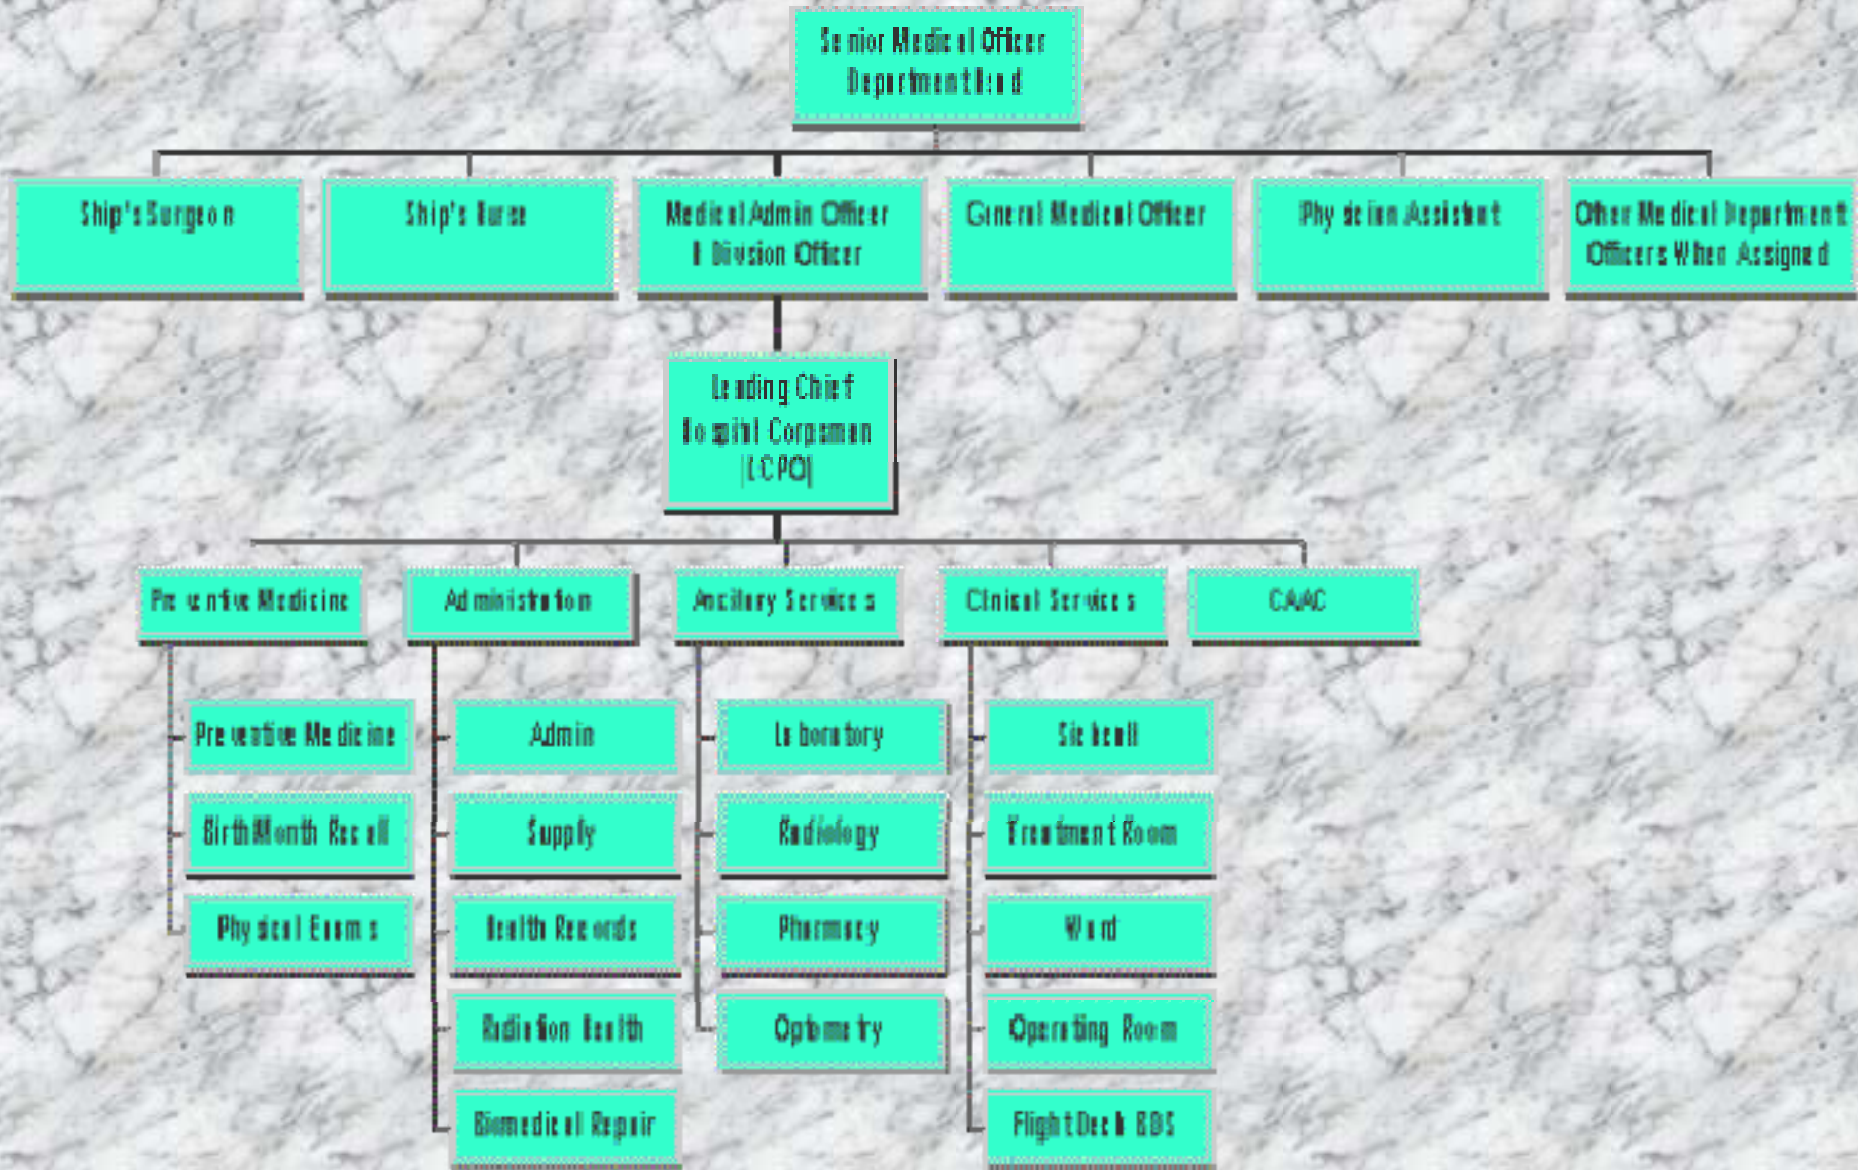 Senior Medical Officer
Department Head
Ship's Surgeon
Ship's Nurse
Medical Admin Officer
& Division Officer
General Medical Officer
Physician Assistant
Other Medical Department
Officers When Assigned
Leading Chief
Hospital Corpsman
(LCPO)
Preventive Medicine
Administration
Ancillary Services
Clinical Services
CAAC
Preventive Medicine
Birth Month Recall
Physical Exams
Admin
Supply
Health Records
Radiation Health
Biomedical Repair
Laboratory
Radiology
Pharmacy
Optometry
Sickcall
Treatment Room
Ward
Operating Room
Flight Deck BDS